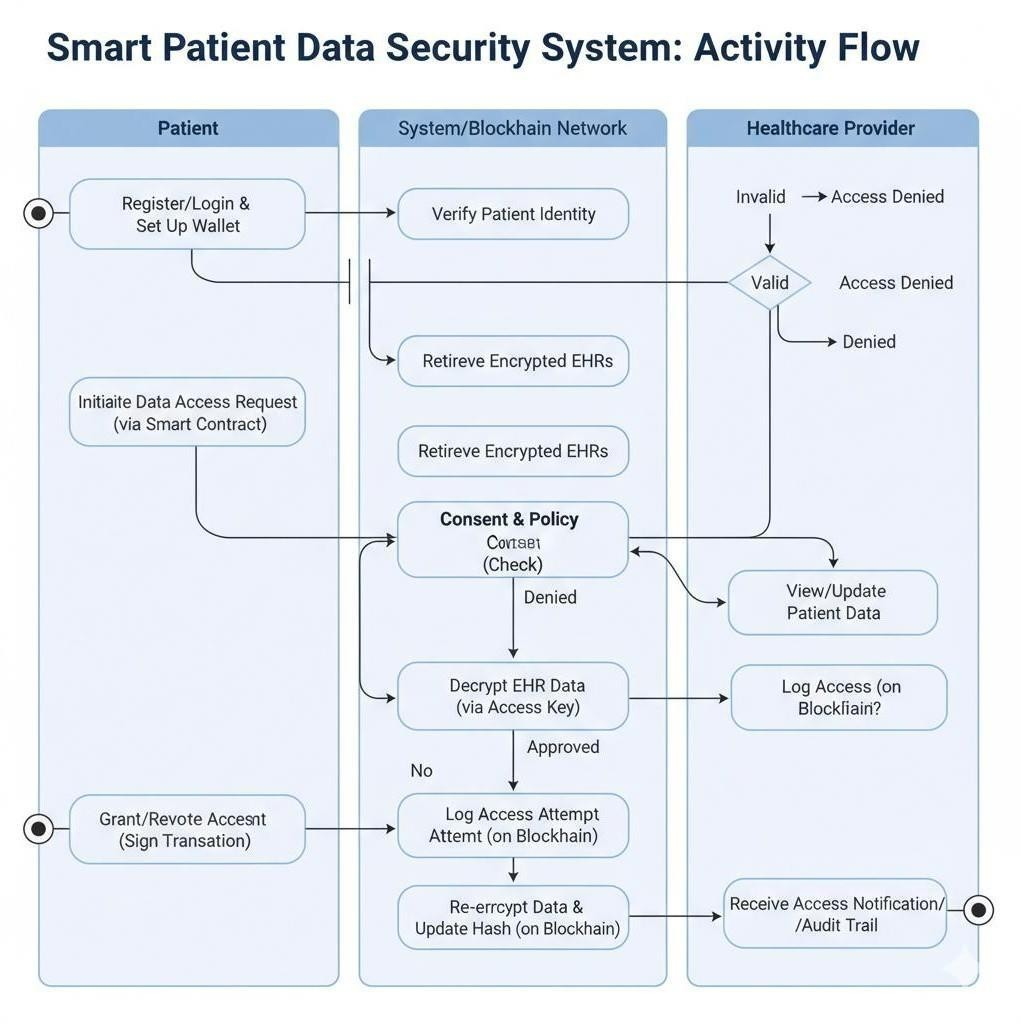 Smart Patient Data Security System: Activity Flow
Patient
System/Blockhain Network
Healthcare Provider
Register/Login &
Set Up Wallet
Verify Patient Identity
Invalid
Access Denied
Valid
Access Denied
Denied
Retireve Encrypted EHRs
Initiaite Data Access Request
(via Smart Contract)
Retireve Encrypted EHRs
Consent & Policy
(Check)
Denied
View/Update
Patient Data
Decrypt EHR Data
(via Access Key)
Log Access (on
Approved
No
Grant/Revote Accesnt
(Sign Transation)
Log Access Attempt
Attemt (on Blockhain)
Re-errcypt Data &
Update Hash (on Blockhain)
Receive Access Notification/
/Audit Trail